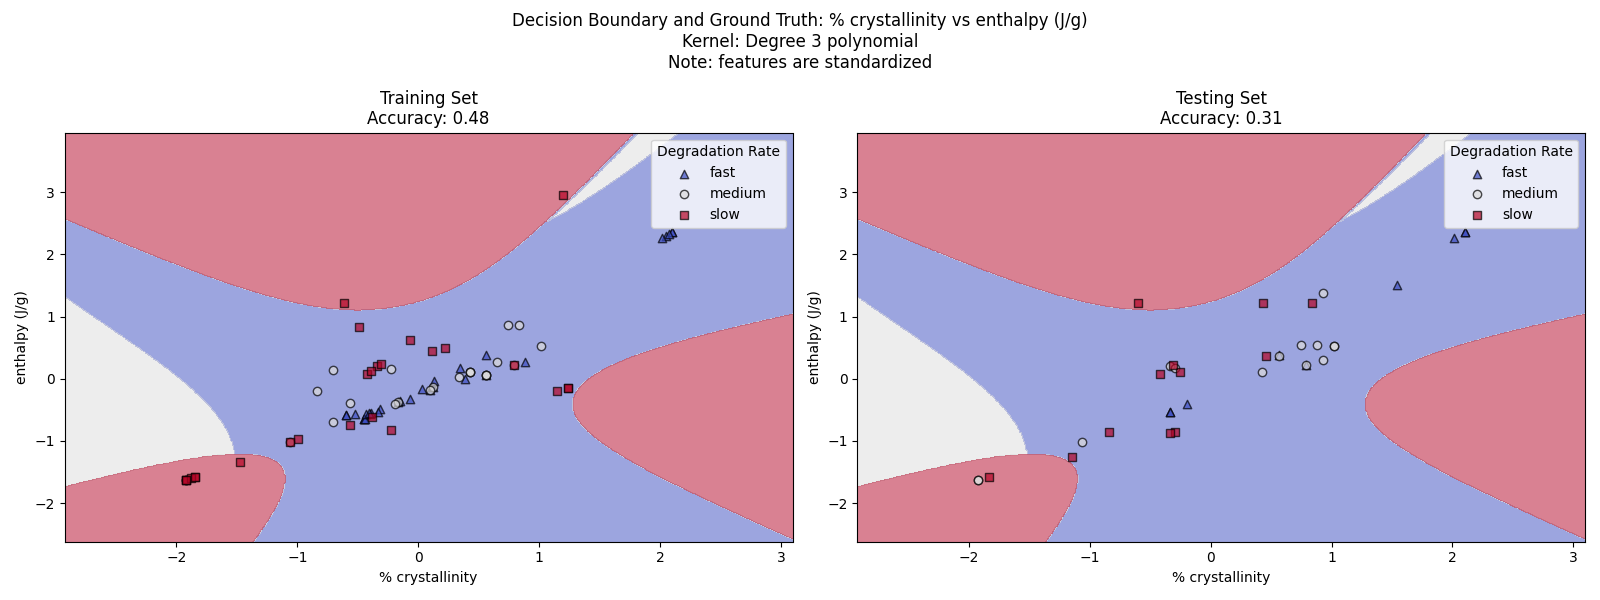 Decision Boundary and Ground Truth: % crystallinity vs enthalpy (J/g)
Kernel: Degree 3 polynomial
Note: features are standardized
Training Set
Accuracy: 0.48
Degradation Rate
fast
medium
slow
3
2
1
0
−1
−2
enthalpy (J/g)
−2
−1
0
1
2
3
% crystallinity
Testing Set
Accuracy: 0.31
Degradation Rate
fast
medium
slow
3
2
1
0
−1
−2
enthalpy (J/g)
−2
−1
0
1
2
3
% crystallinity